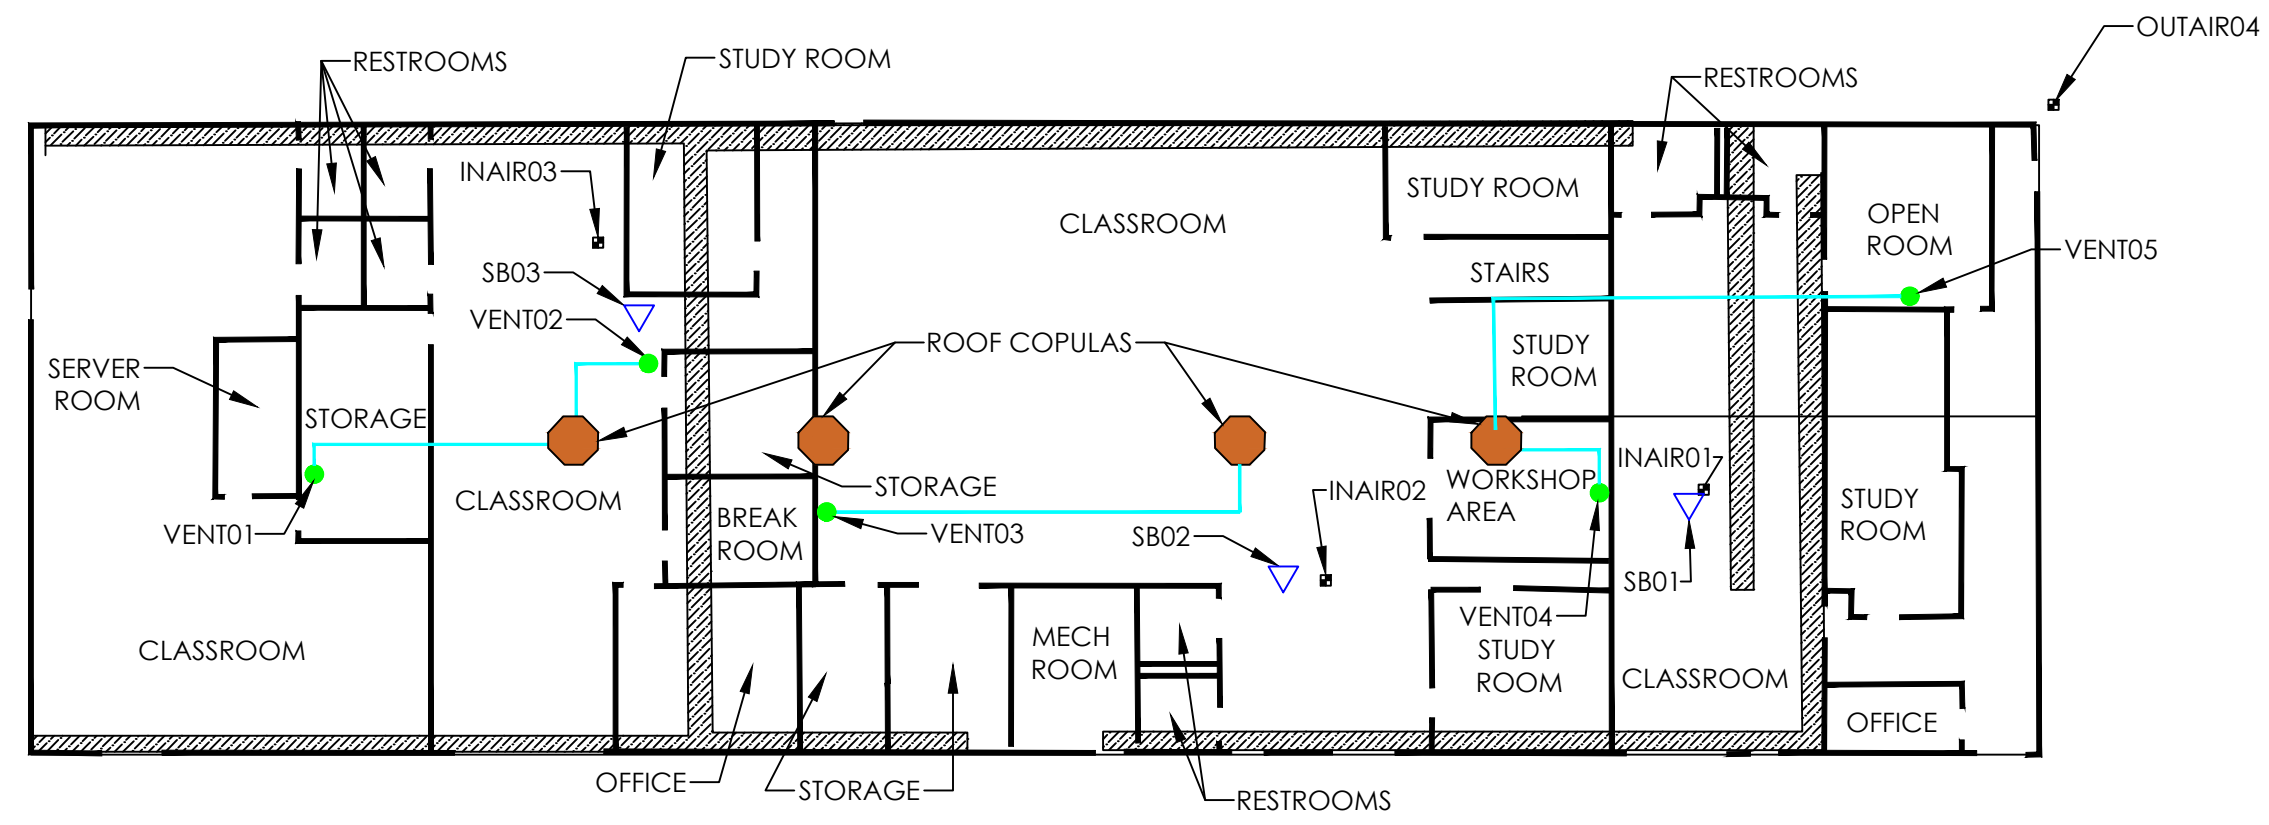 OUTAIR04
RESTROOMS
STUDY ROOM
RESTROOMS
INAIR03
STUDY ROOM
CLASSROOM
OPEN
ROOM
VENT05
SB03
STAIRS
VENT02
ROOF COPULAS
STUDY
ROOM
SERVER
ROOM
STORAGE
INAIR01
CLASSROOM
STORAGE
INAIR02
WORKSHOP
AREA
STUDY
ROOM
VENT01
BREAK
ROOM
VENT03
SB02
SB01
VENT04
CLASSROOM
MECH
ROOM
STUDY
ROOM
CLASSROOM
OFFICE
OFFICE
STORAGE
RESTROOMS